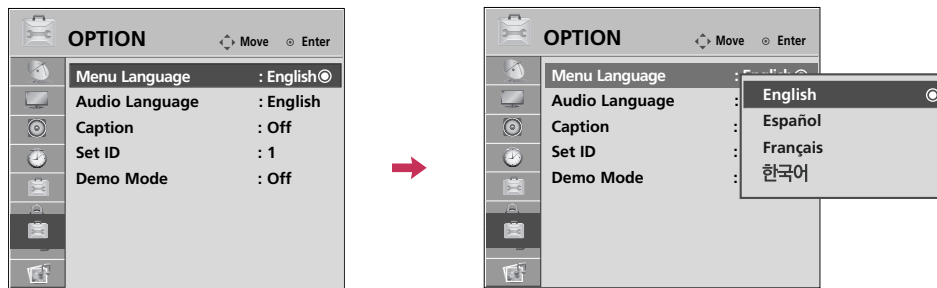 OPTION
Move Enter
Menu Language : English
Audio Language : English
Caption : Off
Set ID : 1
Demo Mode : Off
OPTION
Move Enter
Menu Language : English
Audio Language :
Caption :
Set ID :
Demo Mode :
English
Español
Français
한국어